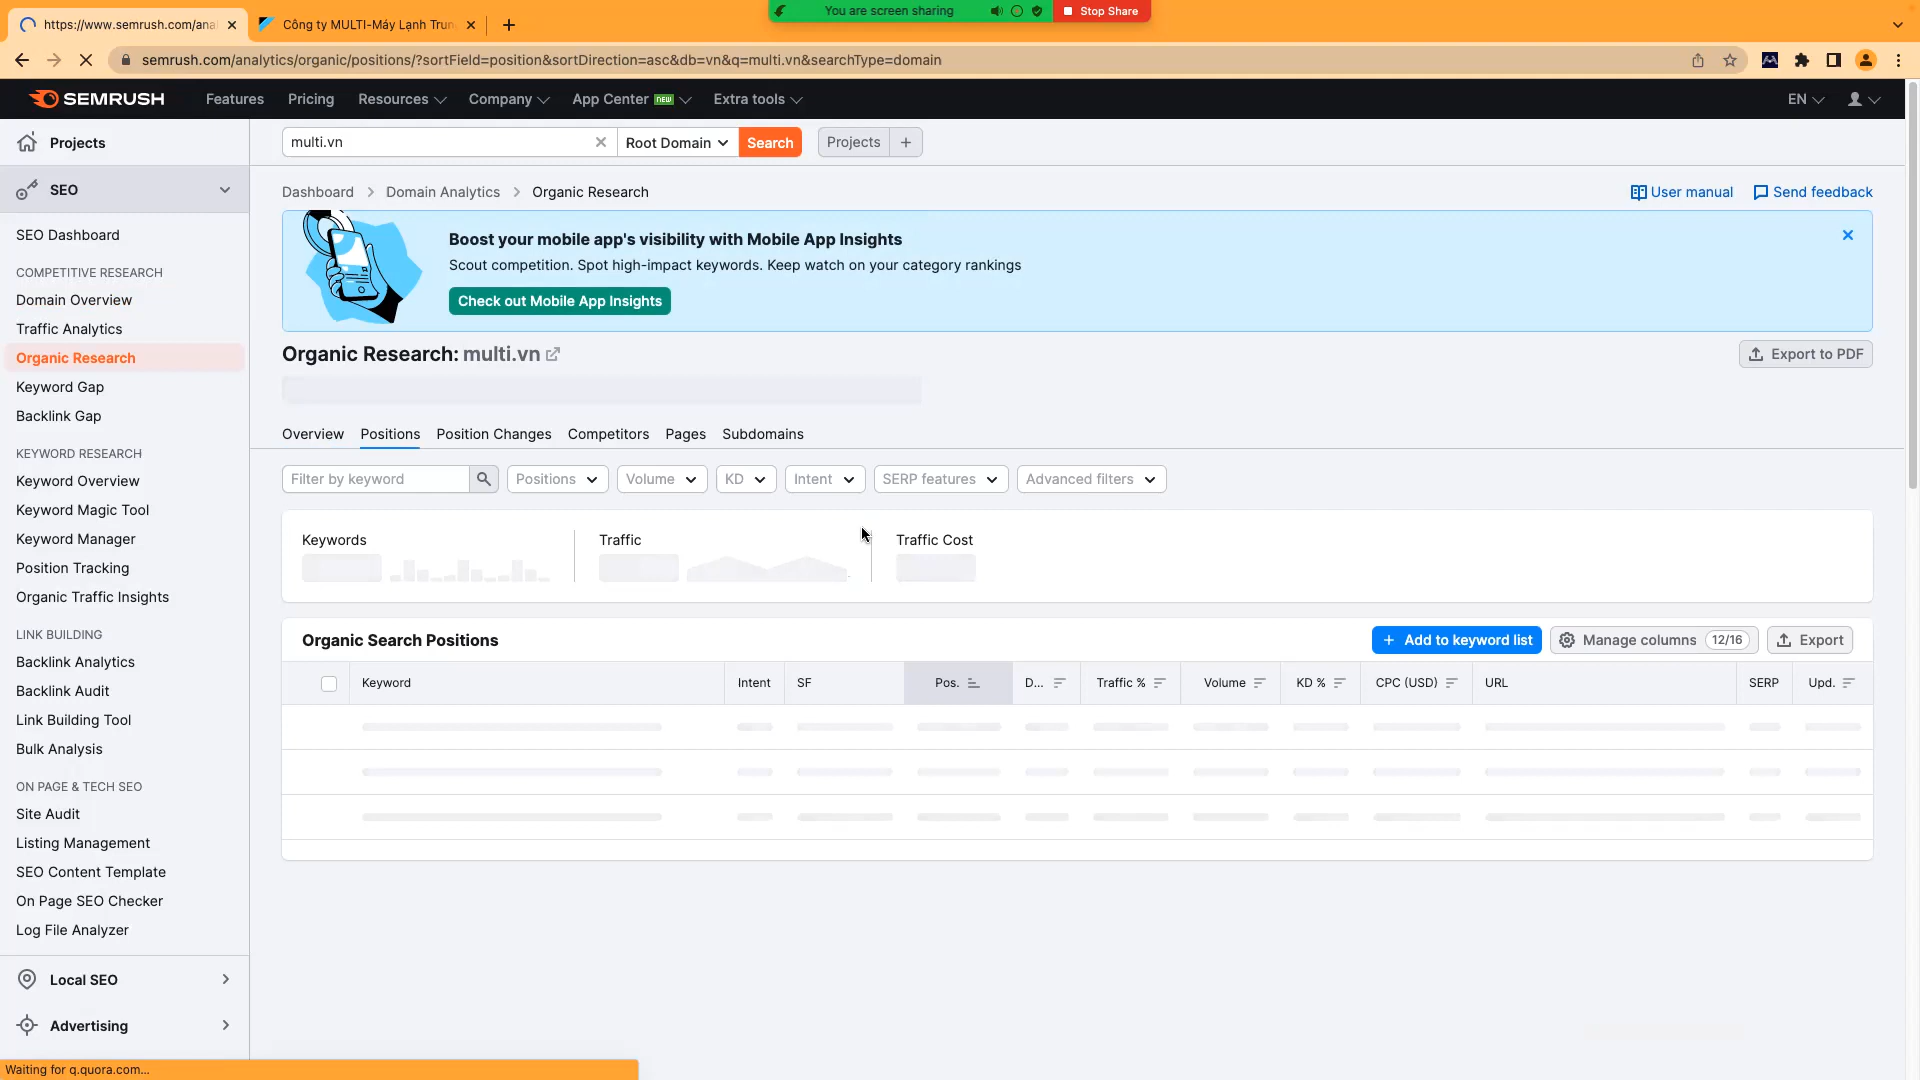 You are screen sharing
Stop Share
https://www.semrush.com/anal
Công ty MULTI-Máy Lạnh Trun
semrush.com/analytics/organic/positions/?sortField=position&sortDirection=asc&db=vn&q=multi.vn&searchType=domain
SEMRUSH
Features
Pricing
Resources
Company
App Center NEW
Extra tools
EN
Projects
multi.vn
Root Domain
Search
Projects
+
SEO
Dashboard
Domain Analytics
Organic Research
User manual
Send feedback
SEO Dashboard
COMPETITIVE RESEARCH
Domain Overview
Traffic Analytics
Organic Research
Keyword Gap
Backlink Gap
KEYWORD RESEARCH
Keyword Overview
Keyword Magic Tool
Keyword Manager
Position Tracking
Organic Traffic Insights
LINK BUILDING
Backlink Analytics
Backlink Audit
Link Building Tool
Bulk Analysis
ON PAGE & TECH SEO
Site Audit
Listing Management
SEO Content Template
On Page SEO Checker
Log File Analyzer
Local SEO
Advertising
Boost your mobile app's visibility with Mobile App Insights
Scout competition. Spot high-impact keywords. Keep watch on your category rankings
Check out Mobile App Insights
Organic Research: multi.vn
Export to PDF
Overview
Positions
Position Changes
Competitors
Pages
Subdomains
Filter by keyword
Positions
Volume
KD
Intent
SERP features
Advanced filters
Keywords
Traffic
Traffic Cost
Organic Search Positions
+ Add to keyword list
Manage columns 12/16
Export
Keyword
Intent
SF
Pos.
D...
Traffic %
Volume
KD %
CPC (USD)
URL
SERP
Upd.
Waiting for q.quora.com...